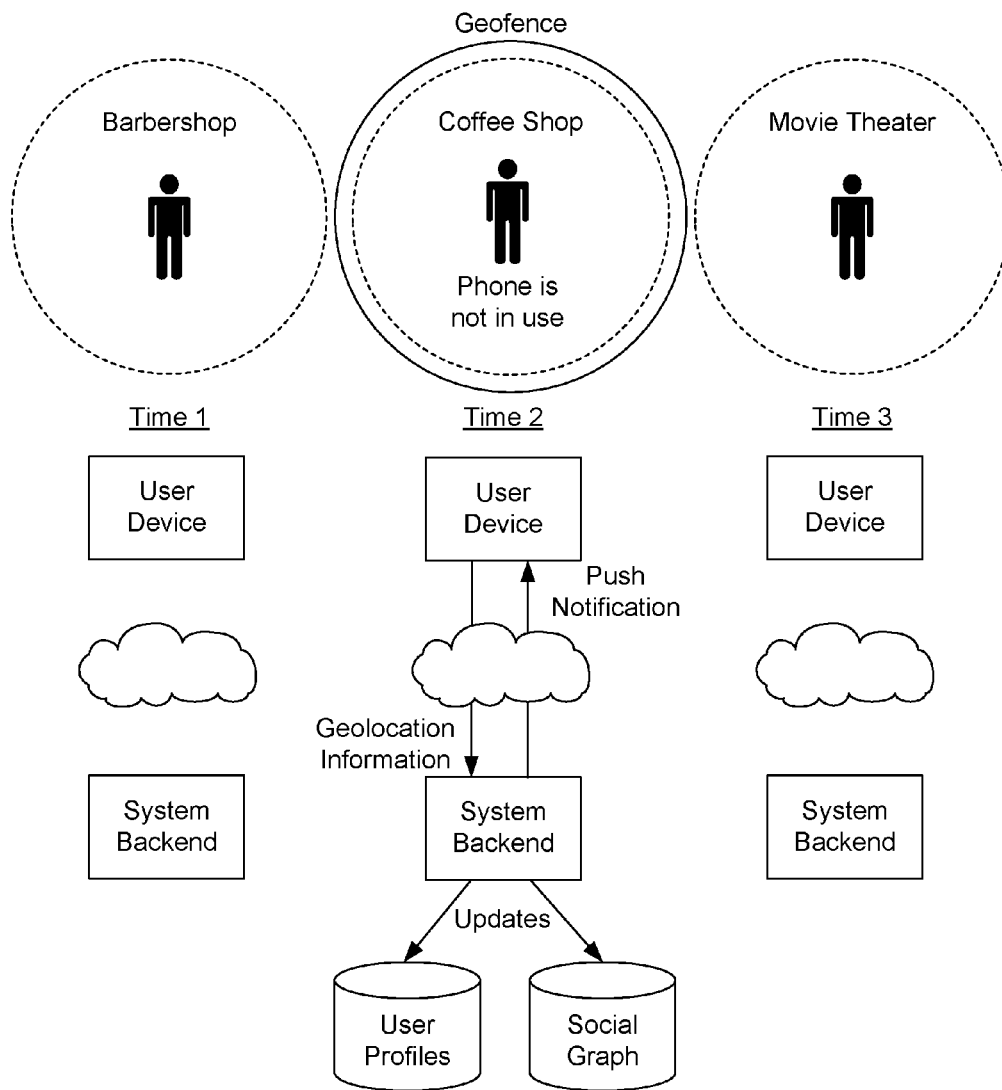 Geofence
Barbershop
Coffee Shop
Movie Theater
Phone is
not in use
Time 1
Time 2
Time 3
User
Device
User
Device
User
Device
Push
Notification
Geolocation
Information
System
Backend
System
Backend
System
Backend
Updates
User
Profiles
Social
Graph